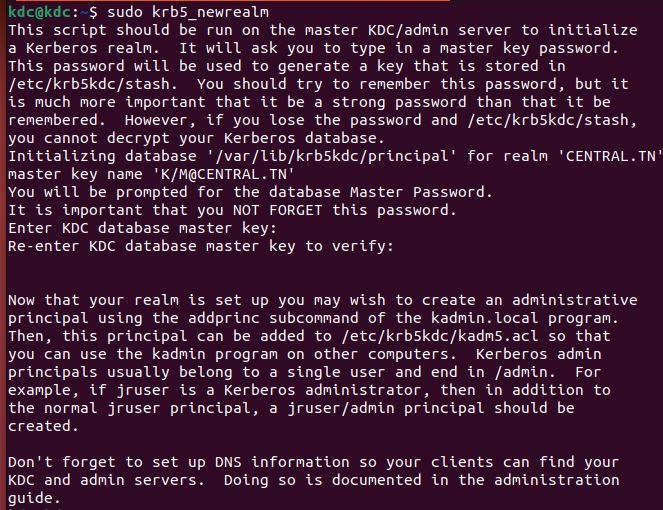 kdc@kdc:~$ sudo krb5_newrealm
This script should be run on the master KDC/admin server to initialize
a Kerberos realm.  It will ask you to type in a master key password.
This password will be used to generate a key that is stored in
/etc/krb5kdc/stash.  You should try to remember this password, but it
is much more important that it be a strong password than that it be
remembered.  However, if you lose the password and /etc/krb5kdc/stash,
you cannot decrypt your Kerberos database.
Initializing database '/var/lib/krb5kdc/principal' for realm 'CENTRAL.TN'
master key name 'K/M@CENTRAL.TN'
You will be prompted for the database Master Password.
It is important that you NOT FORGET this password.
Enter KDC database master key:
Re-enter KDC database master key to verify:
Now that your realm is set up you may wish to create an administrative
principal using the addprinc subcommand of the kadmin.local program.
Then, this principal can be added to /etc/krb5kdc/kadm5.acl so that
you can use the kadmin program on other computers.  Kerberos admin
principals usually belong to a single user and end in /admin.  For
example, if jruser is a Kerberos administrator, then in addition to
the normal jruser principal, a jruser/admin principal should be
created.
Don't forget to set up DNS information so your clients can find your
KDC and admin servers.  Doing so is documented in the administration
guide.